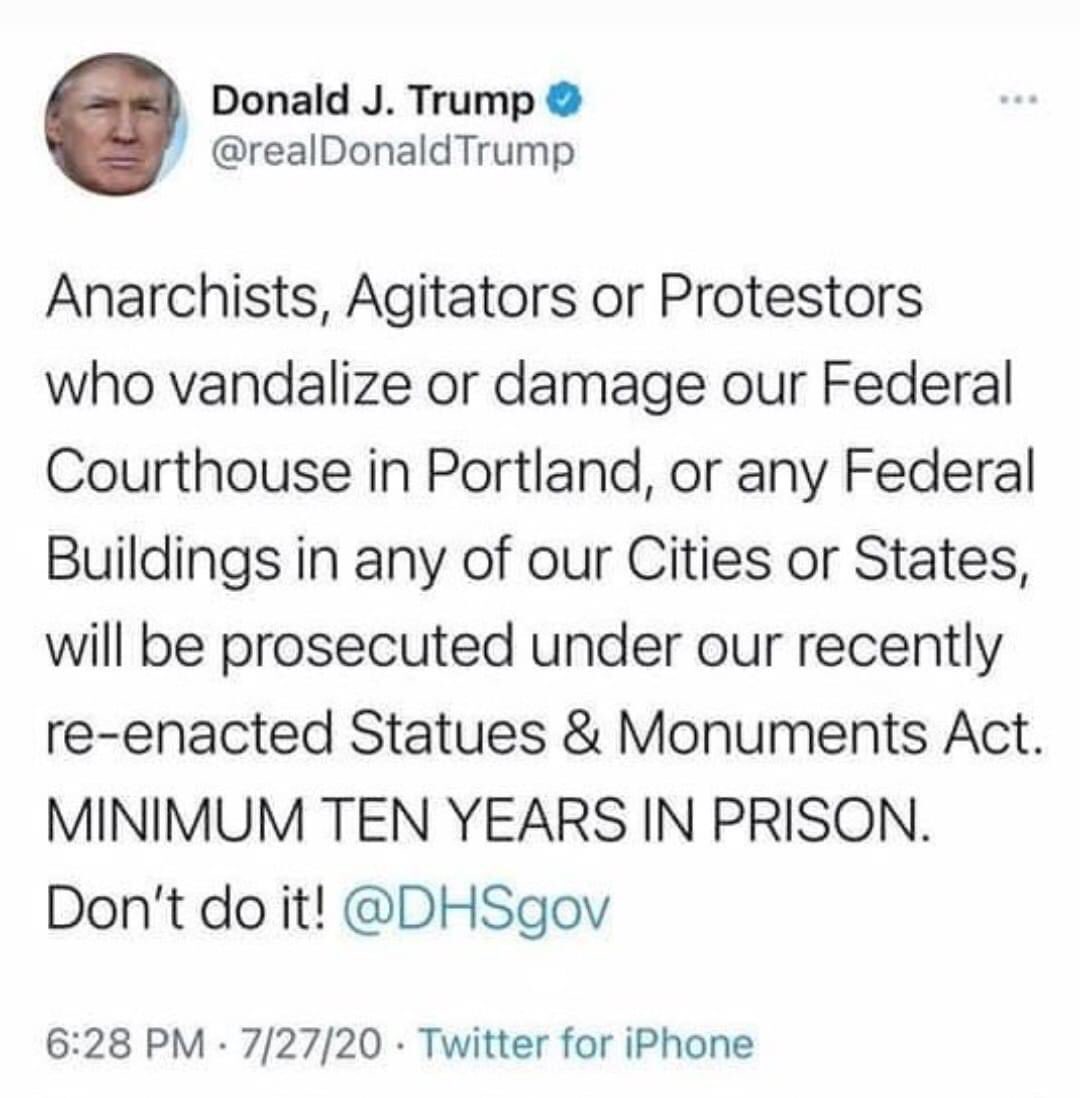 Donald J. Trump
@realDonaldTrump
Anarchists, Agitators or Protestors
who vandalize or damage our Federal
Courthouse in Portland, or any Federal
Buildings in any of our Cities or States,
will be prosecuted under our recently
re-enacted Statues & Monuments Act.
MINIMUM TEN YEARS IN PRISON.
Don't do it! @DHSgov
6:28 PM · 7/27/20 · Twitter for iPhone